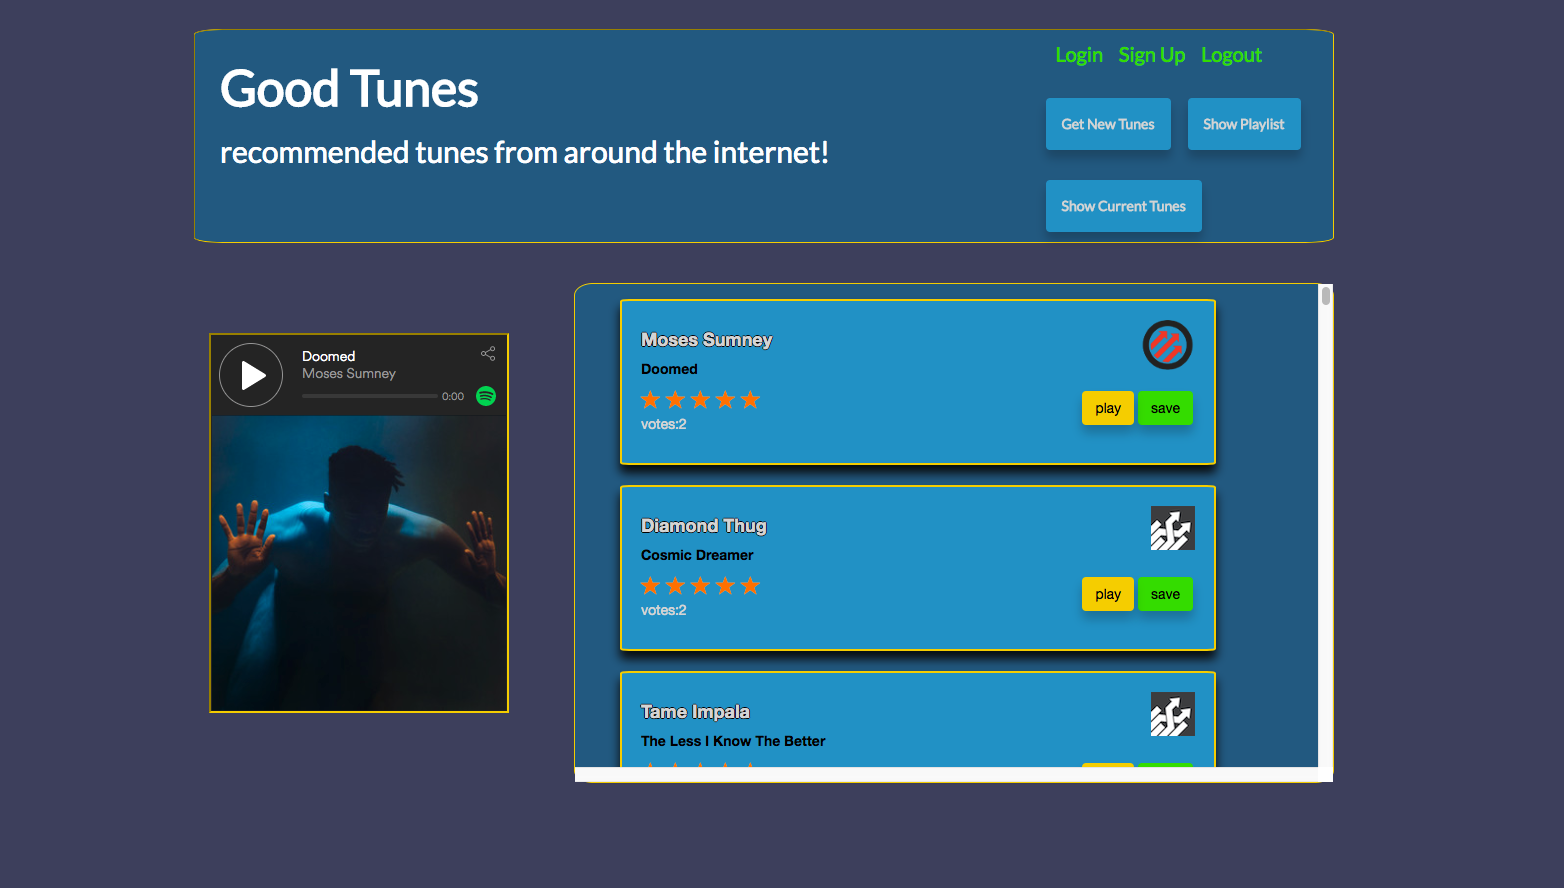 Login Sign Up Logout
Good Tunes
recommended tunes from around the internet!
Get New Tunes Show Playlist
Show Current Tunes
Doomed
Moses Sumney
0:00
Moses Sumney
Doomed
votes:2
play save
Diamond Thug
Cosmic Dreamer
votes:2
play save
Tame Impala
The Less I Know The Better